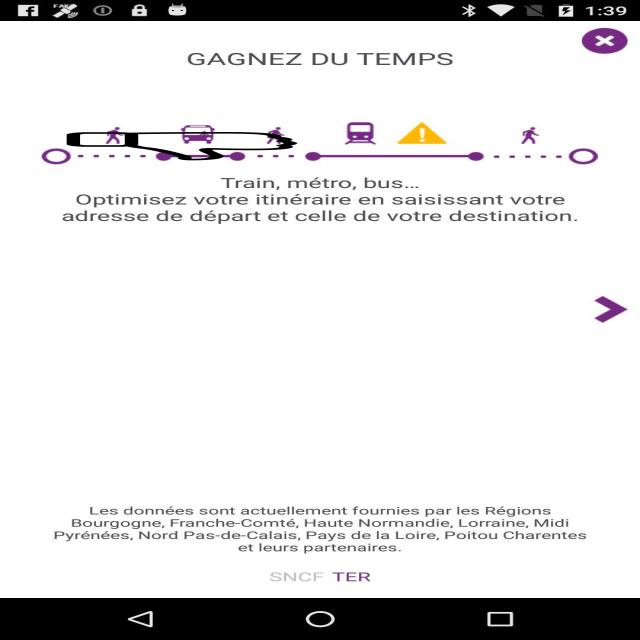 1:39
GAGNEZ DU TEMPS
Train, métro, bus...
Optimisez votre itinéraire en saisissant votre
adresse de départ et celle de votre destination.
Les données sont actuellement fournies par les Régions
Bourgogne, Franche-Comté, Haute Normandie, Lorraine, Midi
Pyrénées, Nord Pas-de-Calais, Pays de la Loire, Poitou Charentes
et leurs partenaires.
SNCF TER